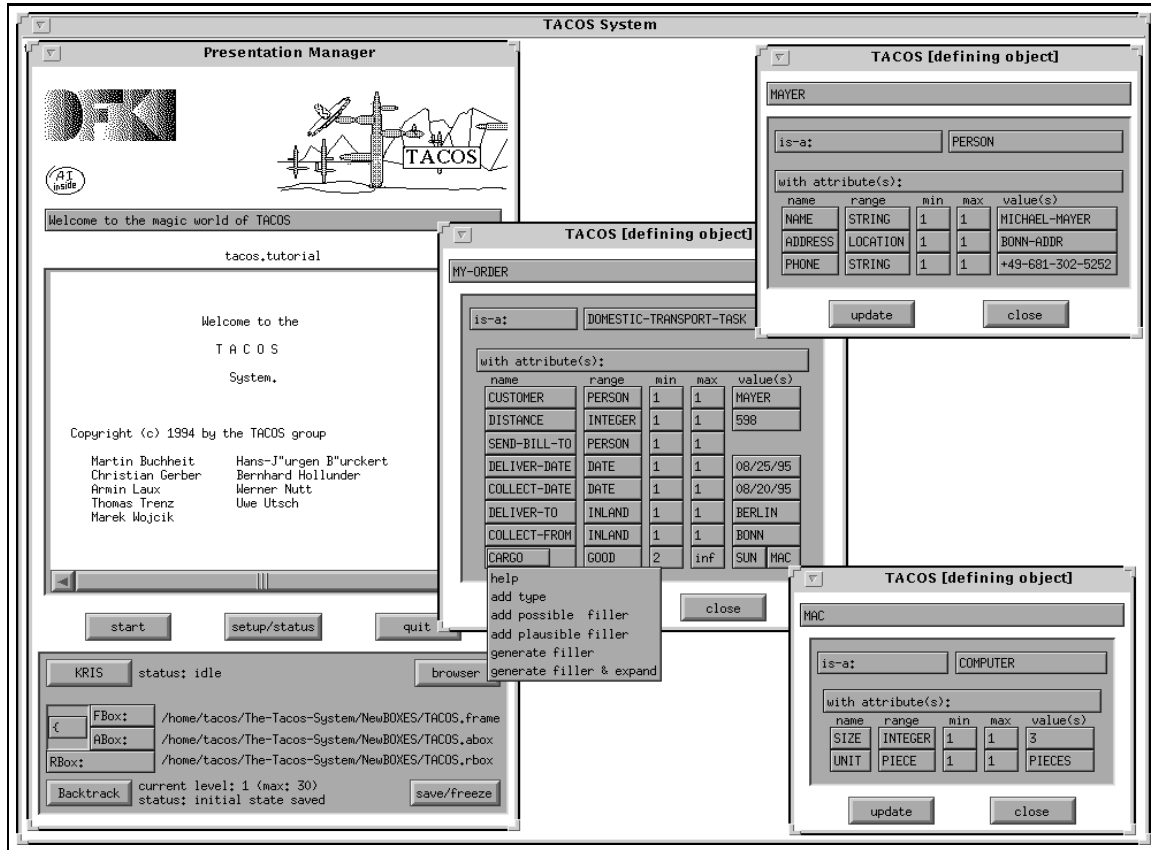 TACOS System
Presentation Manager
DFKI
TACOS
AI
inside
Welcome to the magic world of TACOS
tacos.tutorial
Welcome to the
T A C O S
System.
Copyright (c) 1994 by the TACOS group
Martin Buchheit Hans-J"urgen B"urckert
Christian Gerber Bernhard Hollunder
Armin Laux Werner Nutt
Thomas Trenz Uwe Utsch
Marek Wojcik
start setup/status quit
KRIS status: idle browser
{ FBox: /home/tacos/The-Tacos-System/NewBOXES/TACOS.frame
ABox: /home/tacos/The-Tacos-System/NewBOXES/TACOS.abox
RBox: /home/tacos/The-Tacos-System/NewBOXES/TACOS.rbox
Backtrack current level: 1 (max: 30)
status: initial state saved save/freeze
TACOS [defining object]
MY-ORDER
is-a: DOMESTIC-TRANSPORT-TASK
with attribute(s):
name range min max value(s)
CUSTOMER PERSON 1 1 MAYER
DISTANCE INTEGER 1 1 598
SEND-BILL-TO PERSON 1 1
DELIVER-DATE DATE 1 1 08/25/95
COLLECT-DATE DATE 1 1 08/20/95
DELIVER-TO INLAND 1 1 BERLIN
COLLECT-FROM INLAND 1 1 BONN
CARGO GOOD 2 inf SUN MAC
help
add type
add possible filler
add plausible filler
generate filler
generate filler & expand
close
TACOS [defining object]
MAYER
is-a: PERSON
with attribute(s):
name range min max value(s)
NAME STRING 1 1 MICHAEL-MAYER
ADDRESS LOCATION 1 1 BONN-ADDR
PHONE STRING 1 1 +49-681-302-5252
update close
TACOS [defining object]
MAC
is-a: COMPUTER
with attribute(s):
name range min max value(s)
SIZE INTEGER 1 1 3
UNIT PIECE 1 1 PIECES
update close